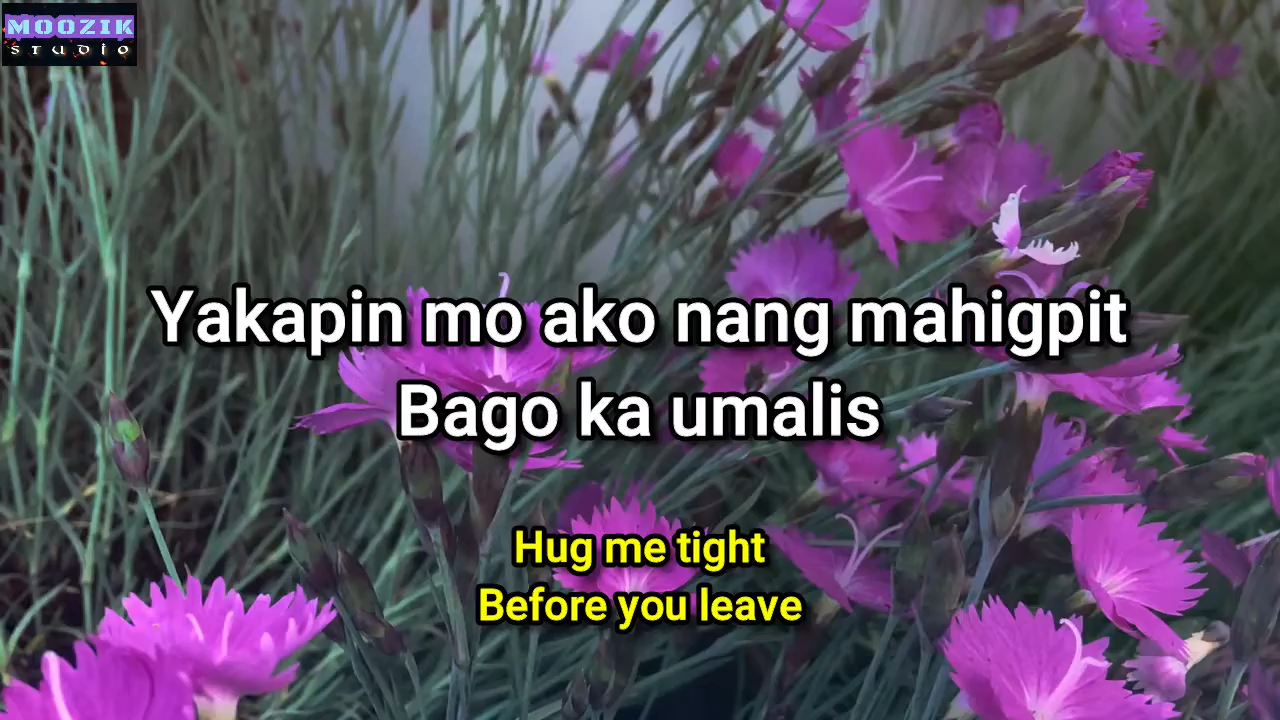 MOOZIK
STUDIO
Yakapin mo ako nang mahigpit
Bago ka umalis
Hug me tight
Before you leave